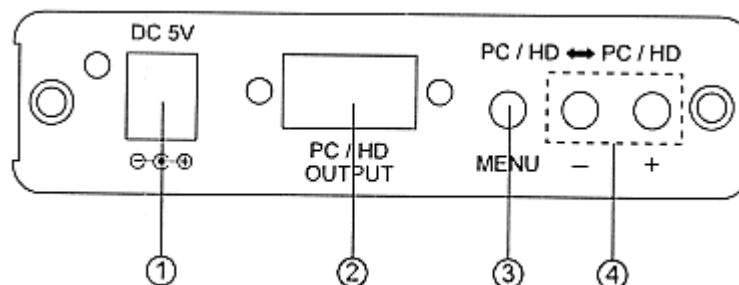 DC 5V
PC / HD ⬌ PC / HD
PC / HD
OUTPUT
MENU
− +
① ② ③ ④